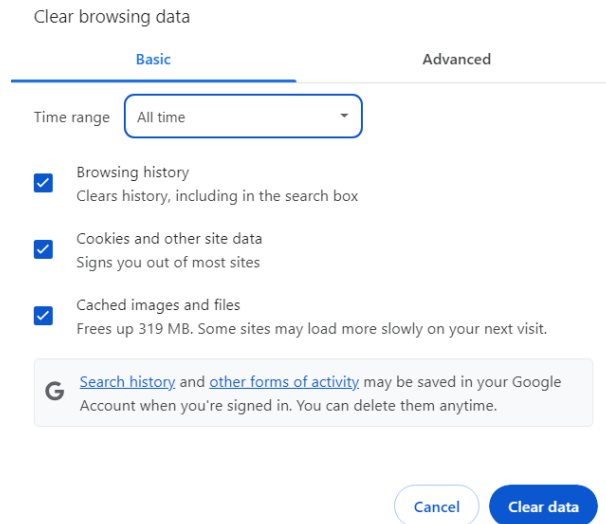 Clear browsing data
Basic
Advanced
Time range
All time
Browsing history
Clears history, including in the search box
Cookies and other site data
Signs you out of most sites
Cached images and files
Frees up 319 MB. Some sites may load more slowly on your next visit.
G
Search history and other forms of activity may be saved in your Google
Account when you're signed in. You can delete them anytime.
Cancel
Clear data